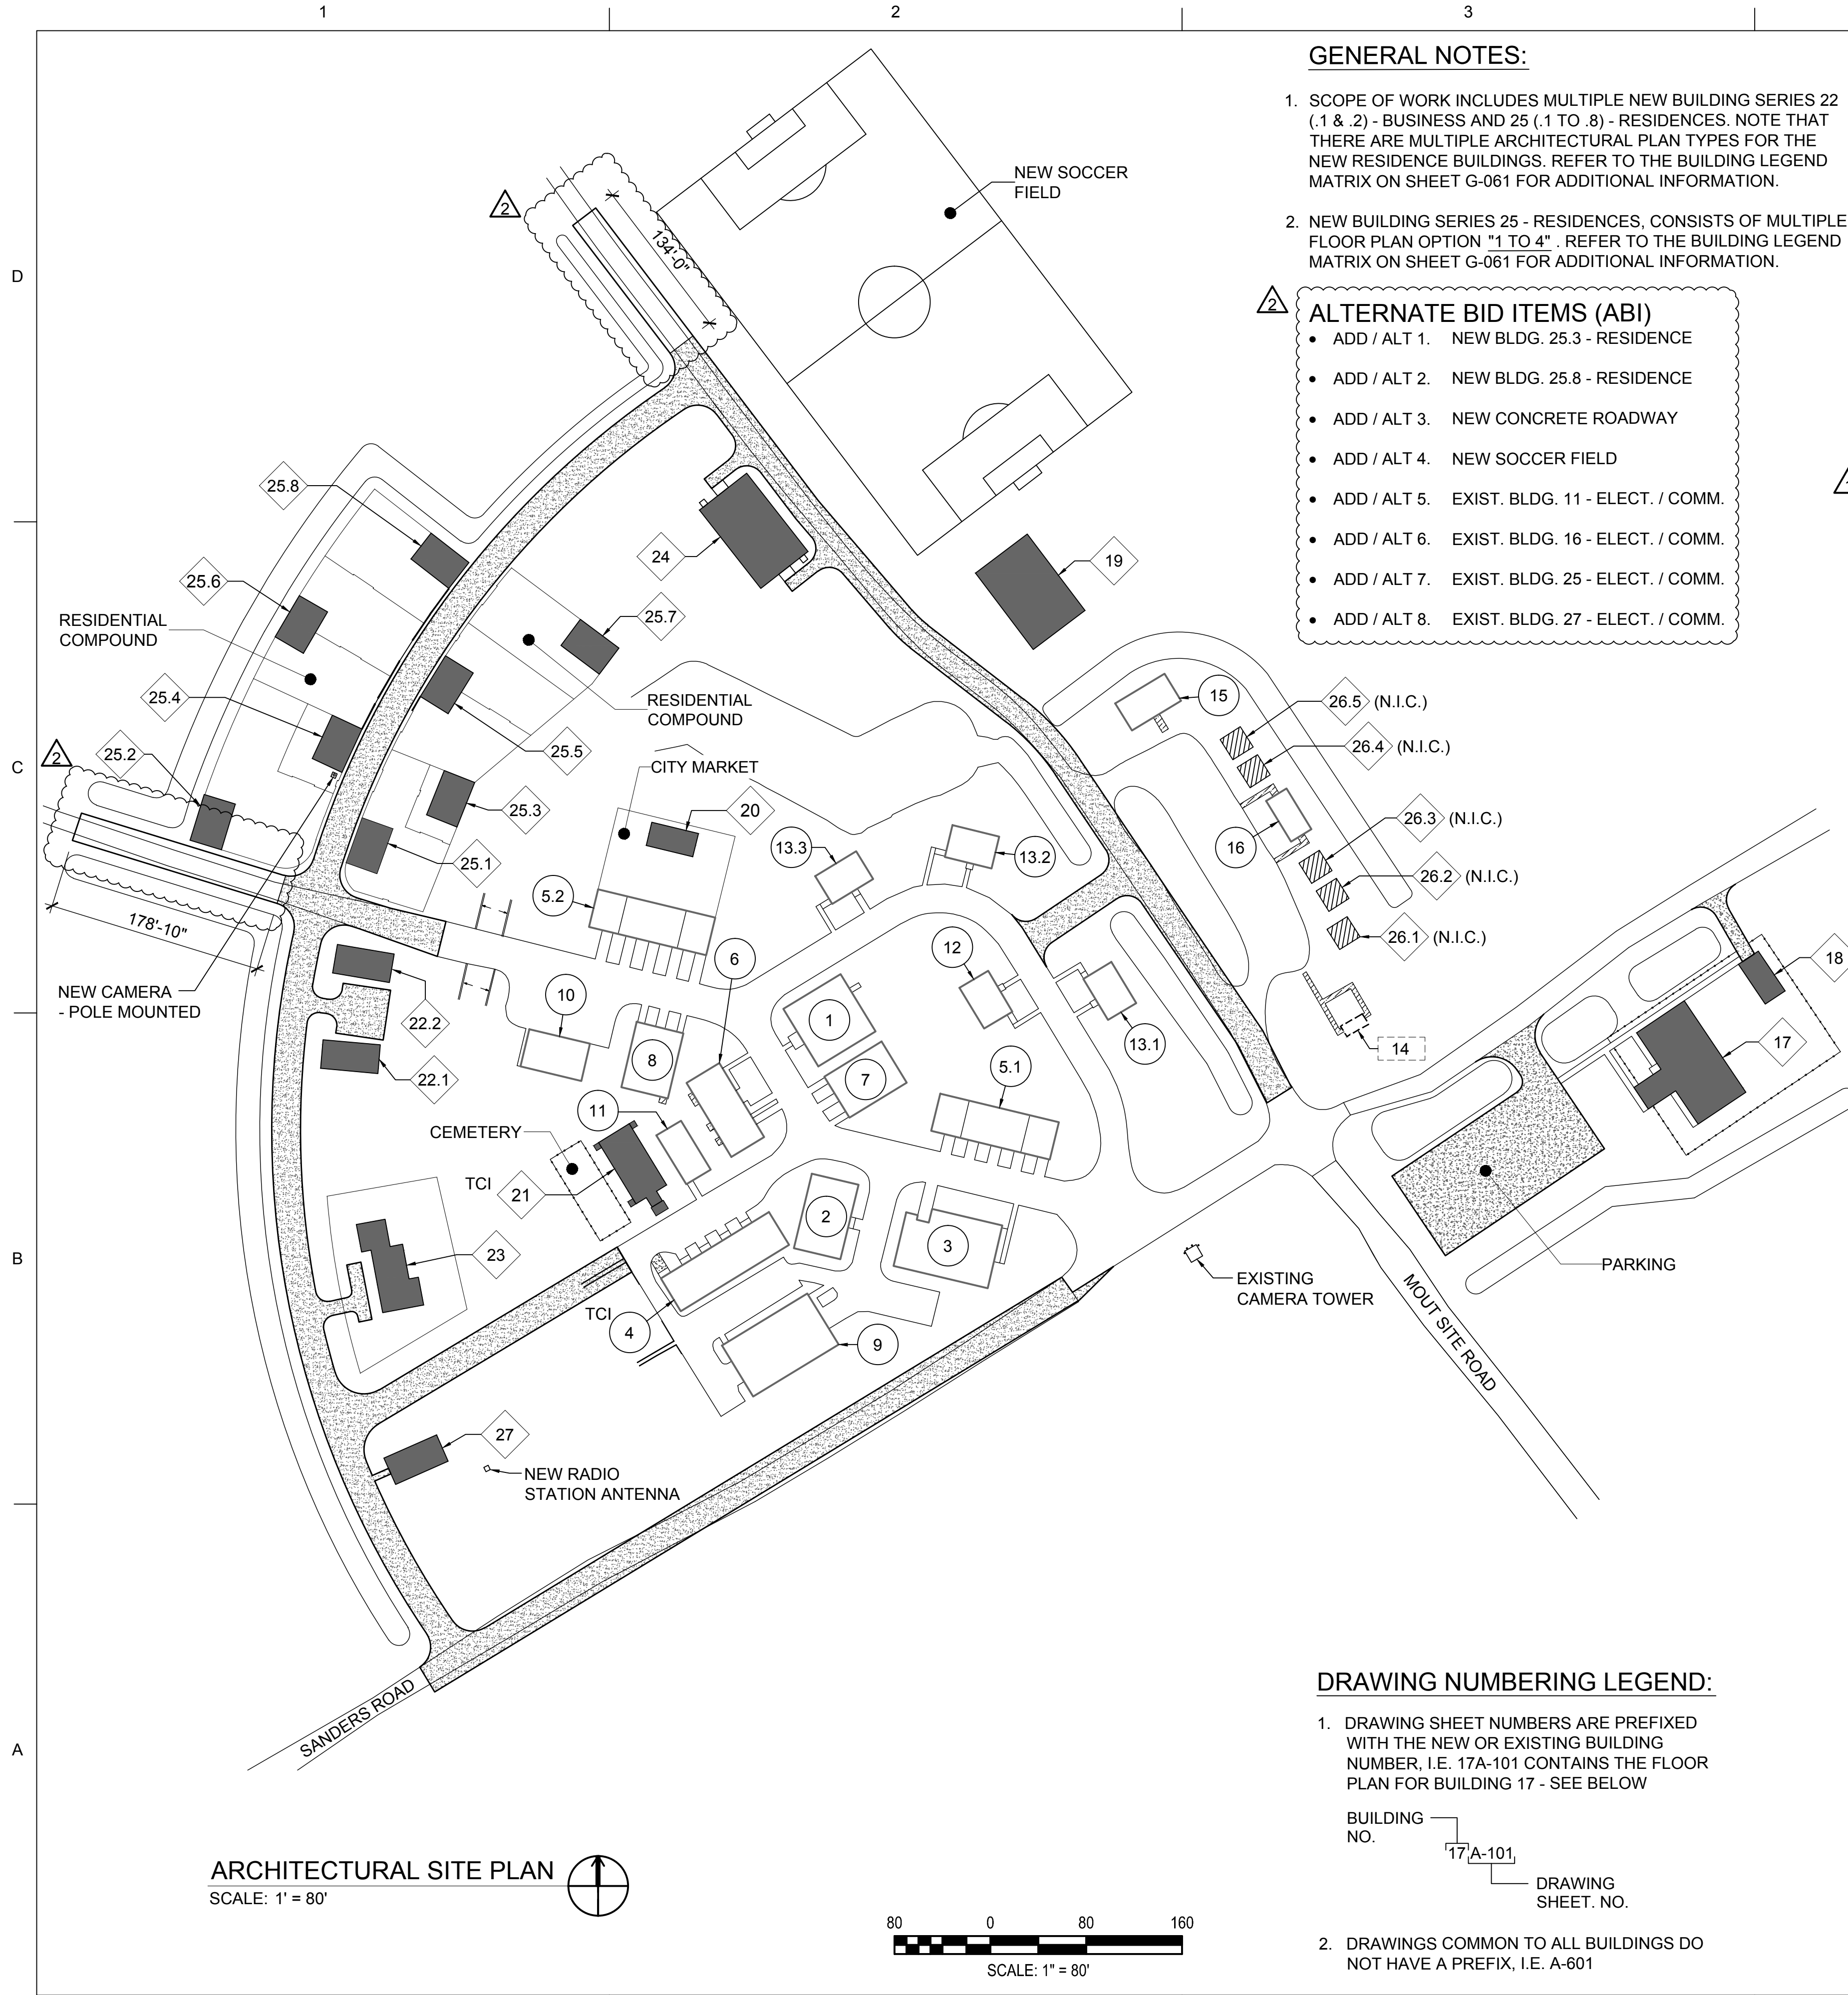 1
2
3
D
C
B
A
GENERAL NOTES:
1. SCOPE OF WORK INCLUDES MULTIPLE NEW BUILDING SERIES 22
(.1 & .2) - BUSINESS AND 25 (.1 TO .8) - RESIDENCES. NOTE THAT
THERE ARE MULTIPLE ARCHITECTURAL PLAN TYPES FOR THE
NEW RESIDENCE BUILDINGS. REFER TO THE BUILDING LEGEND
MATRIX ON SHEET G-061 FOR ADDITIONAL INFORMATION.
2. NEW BUILDING SERIES 25 - RESIDENCES, CONSISTS OF MULTIPLE
FLOOR PLAN OPTION "1 TO 4" . REFER TO THE BUILDING LEGEND
MATRIX ON SHEET G-061 FOR ADDITIONAL INFORMATION.
2
ALTERNATE BID ITEMS (ABI)
• ADD / ALT 1. NEW BLDG. 25.3 - RESIDENCE
• ADD / ALT 2. NEW BLDG. 25.8 - RESIDENCE
• ADD / ALT 3. NEW CONCRETE ROADWAY
• ADD / ALT 4. NEW SOCCER FIELD
• ADD / ALT 5. EXIST. BLDG. 11 - ELECT. / COMM.
• ADD / ALT 6. EXIST. BLDG. 16 - ELECT. / COMM.
• ADD / ALT 7. EXIST. BLDG. 25 - ELECT. / COMM.
• ADD / ALT 8. EXIST. BLDG. 27 - ELECT. / COMM.
NEW SOCCER
FIELD
2
134'-0"
25.8
24
19
25.6
25.7
RESIDENTIAL
COMPOUND
25.4
RESIDENTIAL
COMPOUND
15
26.5 (N.I.C.)
26.4 (N.I.C.)
2
25.2
25.5
CITY MARKET
25.3
20
26.3 (N.I.C.)
13.3
13.2
16
25.1
26.2 (N.I.C.)
5.2
178'-10"
26.1 (N.I.C.)
6
12
18
NEW CAMERA
- POLE MOUNTED
10
22.2
1
8
13.1
14
17
22.1
7
5.1
11
CEMETERY
TCI
21
2
3
23
PARKING
EXISTING
CAMERA TOWER
TCI
4
9
MOUT SITE ROAD
27
NEW RADIO
STATION ANTENNA
SANDERS ROAD
DRAWING NUMBERING LEGEND:
1. DRAWING SHEET NUMBERS ARE PREFIXED
WITH THE NEW OR EXISTING BUILDING
NUMBER, I.E. 17A-101 CONTAINS THE FLOOR
PLAN FOR BUILDING 17 - SEE BELOW
BUILDING
NO.
17 A-101
DRAWING
SHEET. NO.
2. DRAWINGS COMMON TO ALL BUILDINGS DO
NOT HAVE A PREFIX, I.E. A-601
ARCHITECTURAL SITE PLAN
SCALE: 1' = 80'
80 0 80 160
SCALE: 1" = 80'